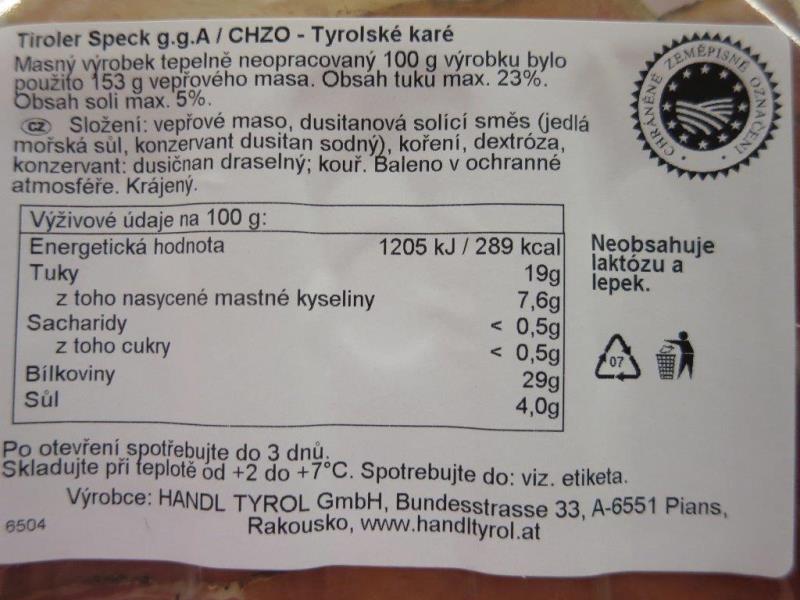 Tiroler Speck g.g.A / CHZO - Tyrolské karé
Masný výrobek tepelně neopracovaný 100 g výrobku bylo
použito 153 g vepřového masa. Obsah tuku max. 23%.
Obsah soli max. 5%.
CZ Složení: vepřové maso, dusitanová solící směs (jedlá
mořská sůl, konzervant dusitan sodný), koření, dextróza,
konzervant: dusičnan draselný; kouř. Baleno v ochranné
atmosféře. Krájený.
CHRÁNĚNÉ ZEMĚPISNÉ OZNAČENÍ
Výživové údaje na 100 g:
Energetická hodnota 1205 kJ / 289 kcal
Tuky 19g
z toho nasycené mastné kyseliny 7,6g
Sacharidy < 0,5g
z toho cukry < 0,5g
Bílkoviny 29g
Sůl 4,0g
Neobsahuje
laktózu a
lepek.
07
Po otevření spotřebujte do 3 dnů.
Skladujte při teplotě od +2 do +7°C. Spotrebujte do: viz. etiketa.
Výrobce: HANDL TYROL GmbH, Bundesstrasse 33, A-6551 Pians,
6504 Rakousko, www.handltyrol.at